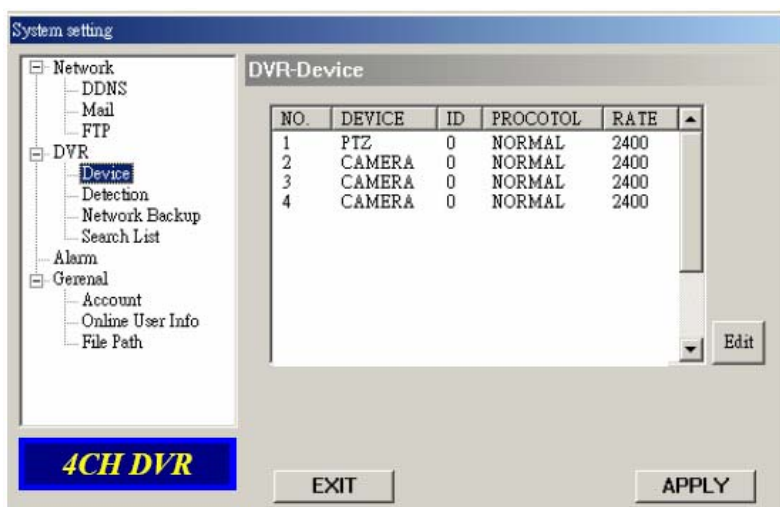 System setting
Network
DDNS
Mail
FTP
DVR
Device
Detection
Network Backup
Search List
Alarm
Gerenal
Account
Online User Info
File Path
4CH DVR
DVR-Device
NO. DEVICE ID PROCOTOL RATE
1 PTZ 0 NORMAL 2400
2 CAMERA 0 NORMAL 2400
3 CAMERA 0 NORMAL 2400
4 CAMERA 0 NORMAL 2400
Edit
EXIT APPLY